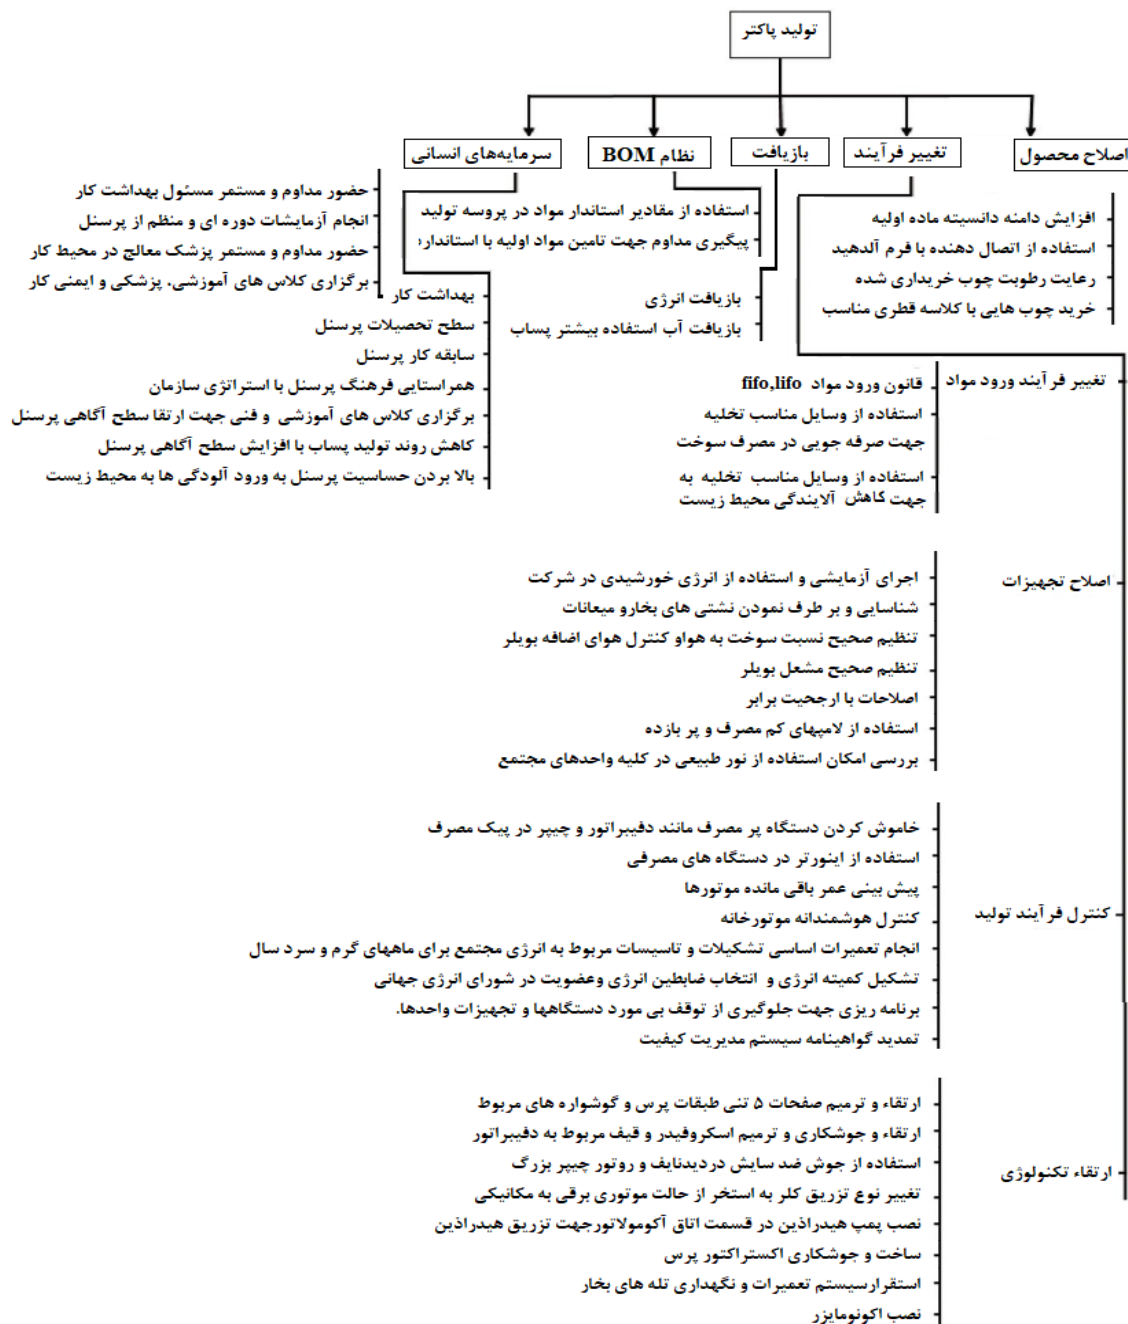 تولید پاکتر
اصلاح محصول
تغییر فرآیند
بازیافت
نظام BOM
سرمایه‌های انسانی
افزایش دامنه دانسیته ماده اولیه
استفاده از اتصال دهنده با فرم آلدهید
رعایت رطوبت چوب خریداری شده
خرید چوب هایی با کلاسه قطری مناسب
استفاده از مقادیر استاندار مواد در پروسه تولید
پیگیری مداوم جهت تامین مواد اولیه با استاندارد
بازیافت انرژی
بازیافت آب استفاده بیشتر پساب
حضور مداوم و مستمر مسئول بهداشت کار
انجام آزمایشات دوره ای و منظم از پرسنل
حضور مداوم و مستمر پزشک معالج در محیط کار
برگزاری کلاس های آموزشی، پزشکی و ایمنی کار
بهداشت کار
سطح تحصیلات پرسنل
سابقه کار پرسنل
همراستایی فرهنگ پرسنل با استراتژی سازمان
برگزاری کلاس های آموزشی و فنی جهت ارتقا سطح آگاهی پرسنل
کاهش روند تولید پساب با افزایش سطح آگاهی پرسنل
بالا بردن حساسیت پرسنل به ورود آلودگی ها به محیط زیست
تغییر فرآیند ورود مواد
قانون ورود مواد fifo,lifo
استفاده از وسایل مناسب تخلیه
جهت صرفه جویی در مصرف سوخت
استفاده از وسایل مناسب تخلیه به
جهت کاهش آلایندگی محیط زیست
اصلاح تجهیزات
اجرای آزمایشی و استفاده از انرژی خورشیدی در شرکت
شناسایی و بر طرف نمودن نشتی های بخارو میعانات
تنظیم صحیح نسبت سوخت به هواو کنترل هوای اضافه بویلر
تنظیم صحیح مشعل بویلر
اصلاحات با ارجحیت برابر
استفاده از لامپهای کم مصرف و پر بازده
بررسی امکان استفاده از نور طبیعی در کلیه واحدهای مجتمع
کنترل فرآیند تولید
خاموش کردن دستگاه پر مصرف مانند دفیبراتور و چیپر در پیک مصرف
استفاده از اینورتر در دستگاه های مصرفی
پیش بینی عمر باقی مانده موتورها
کنترل هوشمندانه موتورخانه
انجام تعمیرات اساسی تشکیلات و تاسیسات مربوط به انرژی مجتمع برای ماههای گرم و سرد سال
تشکیل کمیته انرژی و انتخاب ضابطین انرژی وعضویت در شورای انرژی جهانی
برنامه ریزی جهت جلوگیری از توقف بی مورد دستگاهها و تجهیزات واحدها.
تمدید گواهینامه سیستم مدیریت کیفیت
ارتقاء تکنولوژی
ارتقاء و ترمیم صفحات ۵ تنی طبقات پرس و گوشواره های مربوط
ارتقاء و جوشکاری و ترمیم اسکروفیدر و قیف مربوط به دفیبراتور
استفاده از جوش ضد سایش دردیدنایف و روتور چیپر بزرگ
تغییر نوع تزریق کلر به استخر از حالت موتوری برقی به مکانیکی
نصب پمپ هیدراذین در قسمت اتاق آکومولاتورجهت تزریق هیدراذین
ساخت و جوشکاری اکستراکتور پرس
استقرارسیستم تعمیرات و نگهداری تله های بخار
نصب اکونومایزر